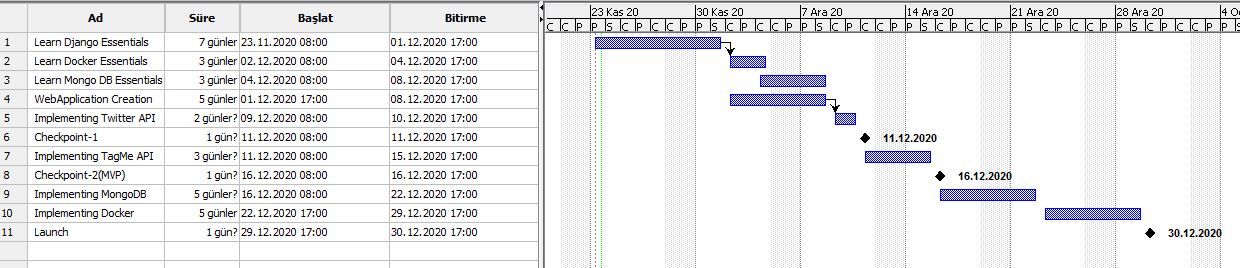 Ad Süre Başlat Bitirme
1 Learn Django Essentials 7 günler 23.11.2020 08:00 01.12.2020 17:00
2 Learn Docker Essentials 3 günler 02.12.2020 08:00 04.12.2020 17:00
3 Learn Mongo DB Essentials 3 günler 04.12.2020 08:00 08.12.2020 17:00
4 WebApplication Creation 5 günler 01.12.2020 17:00 08.12.2020 17:00
5 Implementing Twitter API 2 günler? 09.12.2020 08:00 10.12.2020 17:00
6 Checkpoint-1 1 gün? 11.12.2020 08:00 11.12.2020 17:00
7 Implementing TagMe API 3 günler? 11.12.2020 08:00 15.12.2020 17:00
8 Checkpoint-2(MVP) 1 gün? 16.12.2020 08:00 16.12.2020 17:00
9 Implementing MongoDB 5 günler? 16.12.2020 08:00 22.12.2020 17:00
10 Implementing Docker 5 günler 22.12.2020 17:00 29.12.2020 17:00
11 Launch 1 gün? 29.12.2020 17:00 30.12.2020 17:00
23 Kas 20 30 Kas 20 7 Ara 20 14 Ara 20 21 Ara 20 28 Ara 20 4 O
C C P P S C P C C P P S C P C C P P S C P C C P P S C P C C P P S C P C C P P S C P C C P P
11.12.2020
16.12.2020
30.12.2020